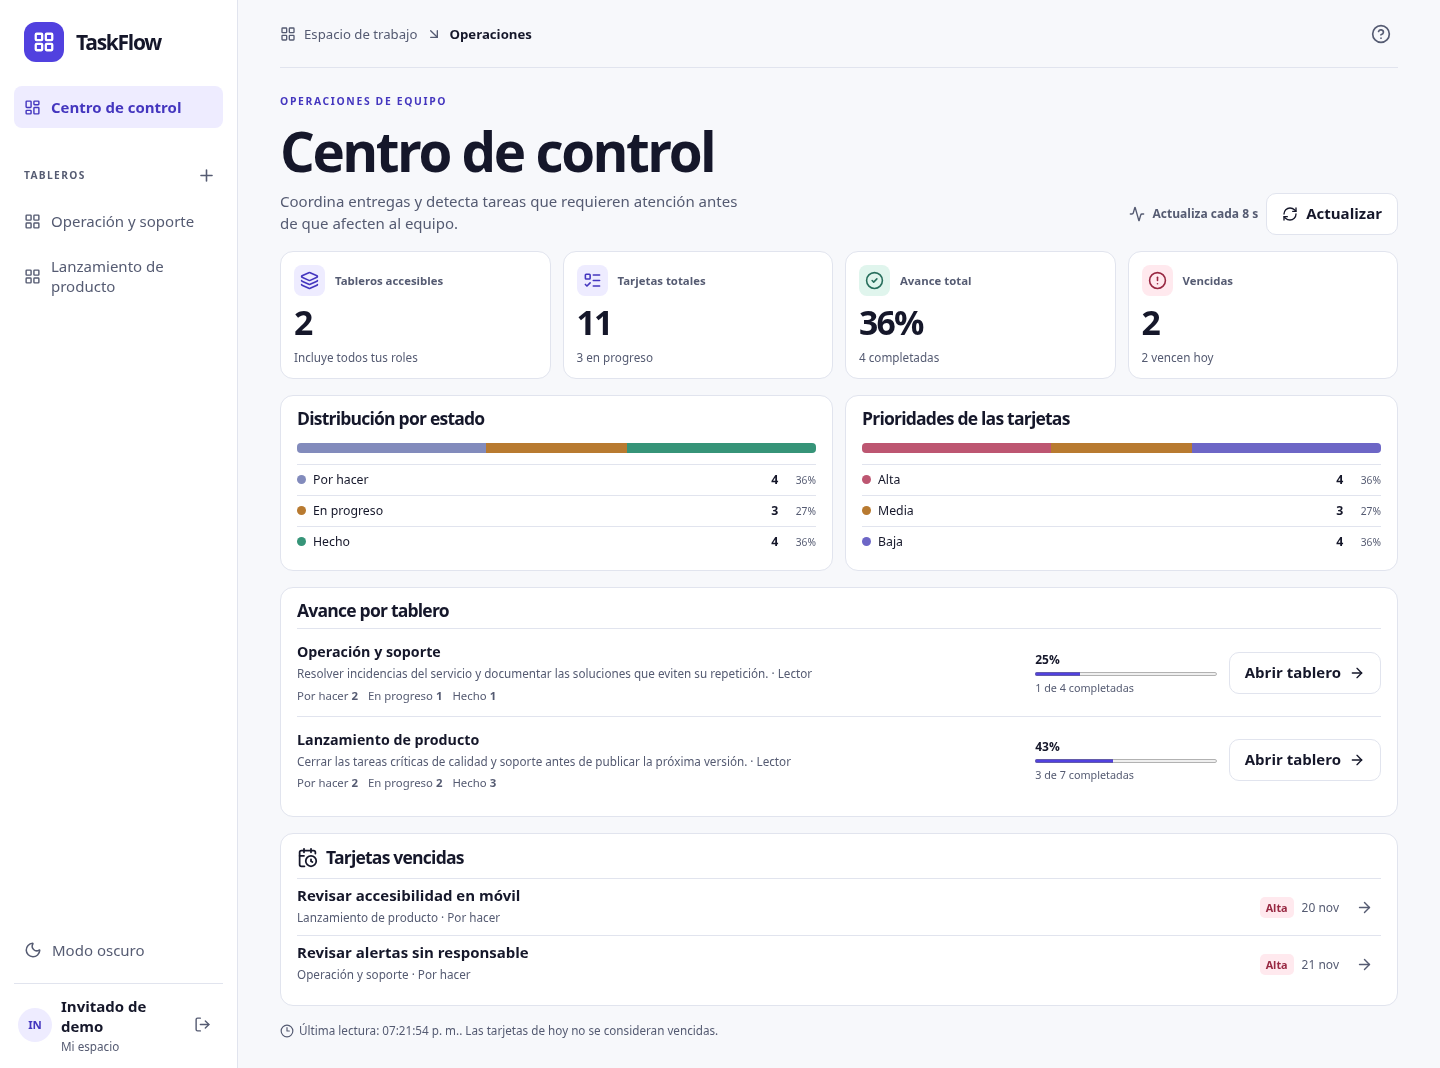 TaskFlow
Centro de control
TABLEROS
Operación y soporte
Lanzamiento de
producto
Modo oscuro
IN
Invitado de
demo
Mi espacio
Espacio de trabajo
Operaciones
OPERACIONES DE EQUIPO
Centro de control
Coordina entregas y detecta tareas que requieren atención antes
de que afecten al equipo.
Actualiza cada 8 s
Actualizar
Tableros accesibles
2
Incluye todos tus roles
Tarjetas totales
11
3 en progreso
Avance total
36%
4 completadas
Vencidas
2
2 vencen hoy
Distribución por estado
Por hacer 4 36%
En progreso 3 27%
Hecho 4 36%
Prioridades de las tarjetas
Alta 4 36%
Media 3 27%
Baja 4 36%
Avance por tablero
Operación y soporte
Resolver incidencias del servicio y documentar las soluciones que eviten su repetición. · Lector
Por hacer 2 En progreso 1 Hecho 1
25%
1 de 4 completadas
Abrir tablero
Lanzamiento de producto
Cerrar las tareas críticas de calidad y soporte antes de publicar la próxima versión. · Lector
Por hacer 2 En progreso 2 Hecho 3
43%
3 de 7 completadas
Abrir tablero
Tarjetas vencidas
Revisar accesibilidad en móvil
Lanzamiento de producto · Por hacer
Alta 20 nov
Revisar alertas sin responsable
Operación y soporte · Por hacer
Alta 21 nov
Última lectura: 07:21:54 p. m.. Las tarjetas de hoy no se consideran vencidas.